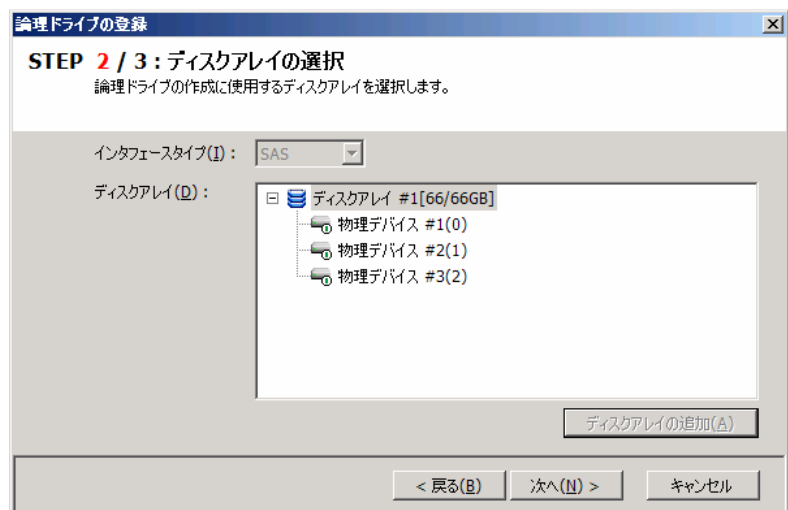 論理ドライブの登録
STEP 2 / 3 : ディスクアレイの選択
論理ドライブの作成に使用するディスクアレイを選択します。
インタフェースタイプ(I) : SAS
ディスクアレイ(D) :
ディスクアレイ #1[66/66GB]
物理デバイス #1(0)
物理デバイス #2(1)
物理デバイス #3(2)
ディスクアレイの追加(A)
< 戻る(B) 次へ(N) > キャンセル